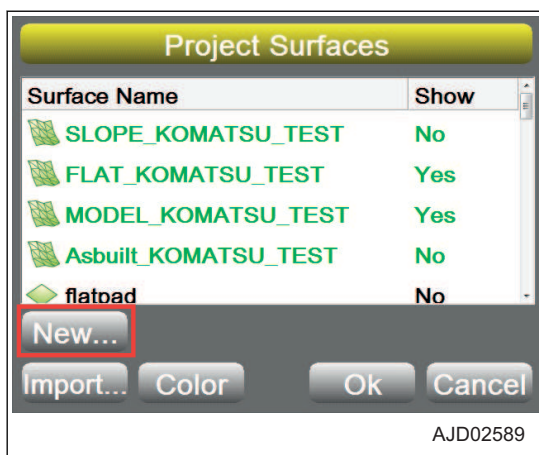 Project Surfaces
Surface Name Show
SLOPE_KOMATSU_TEST No
FLAT_KOMATSU_TEST Yes
MODEL_KOMATSU_TEST Yes
Asbuilt_KOMATSU_TEST No
flatpad No
New...
Import... Color Ok Cancel
AJD02589